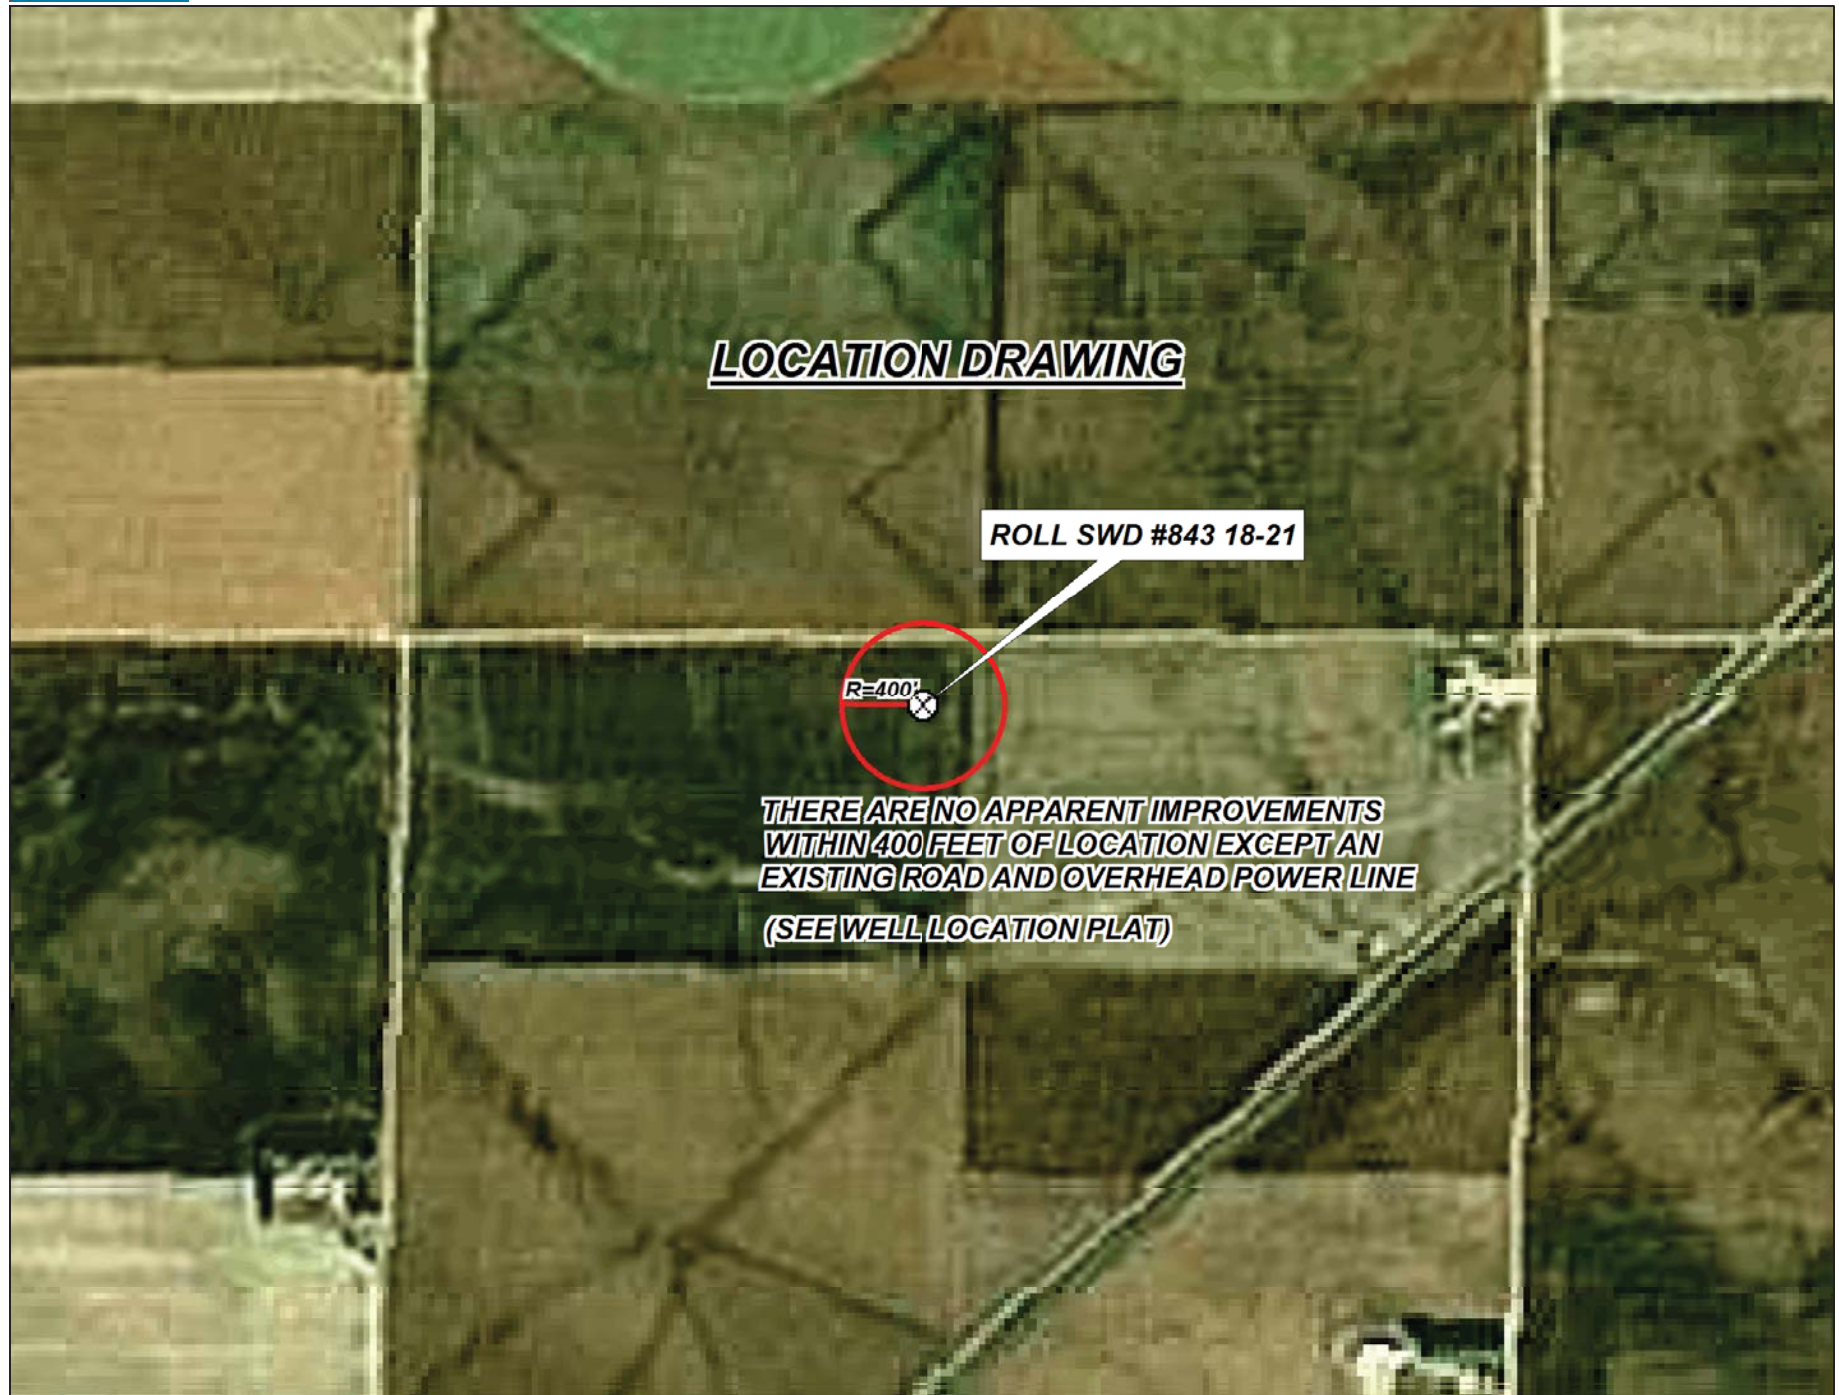 LOCATION DRAWING
ROLL SWD #843 18-21
R=400'
THERE ARE NO APPARENT IMPROVEMENTS
WITHIN 400 FEET OF LOCATION EXCEPT AN
EXISTING ROAD AND OVERHEAD POWER LINE
(SEE WELL LOCATION PLAT)